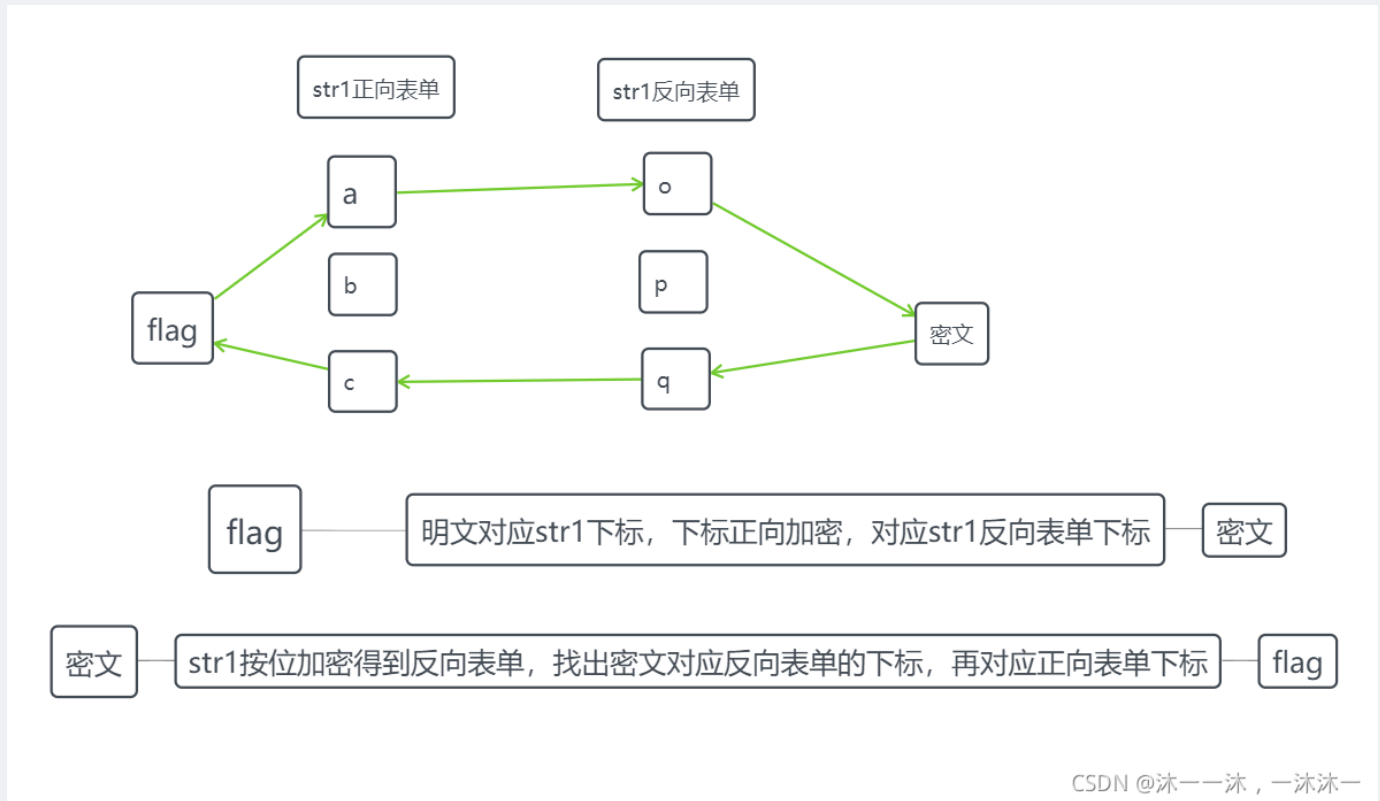 str1正向表单
str1反向表单
a
o
b
p
flag
密文
c
q
flag
明文对应str1下标，下标正向加密，对应str1反向表单下标
密文
密文
str1按位加密得到反向表单，找出密文对应反向表单的下标，再对应正向表单下标
flag
CSDN @沐一一沐，一沐沐一